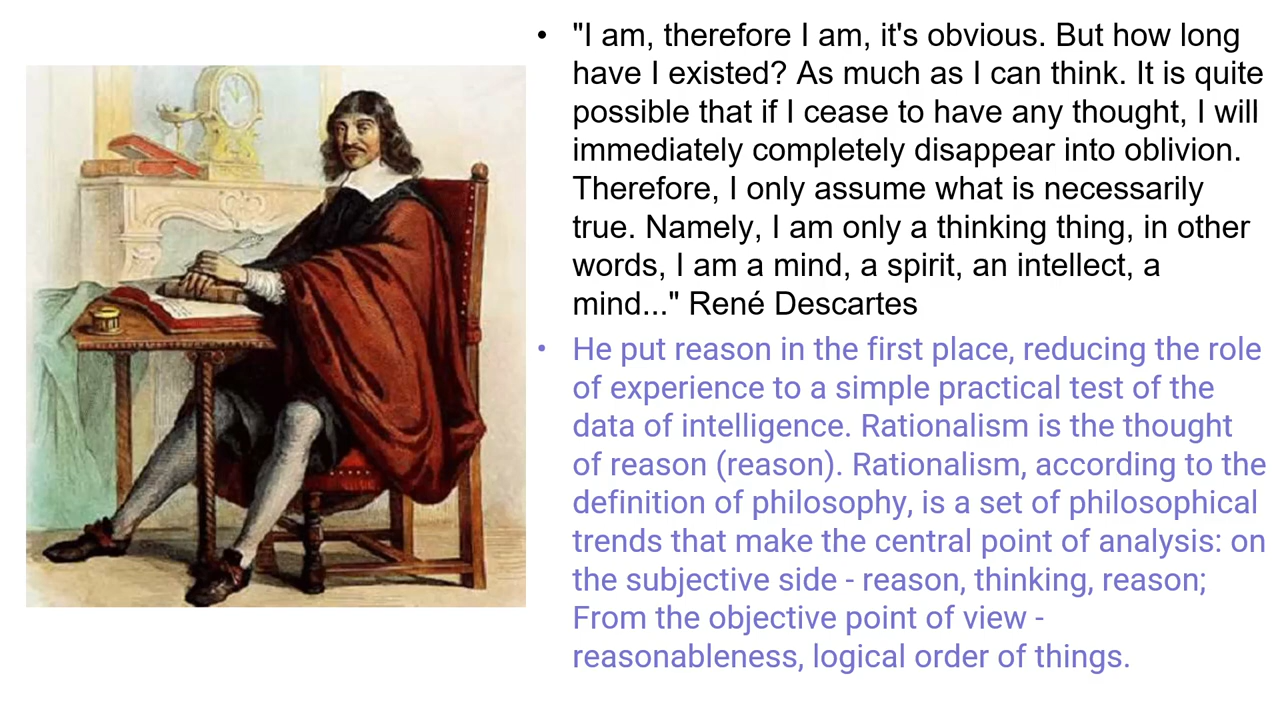 • "I am, therefore I am, it's obvious. But how long
have I existed? As much as I can think. It is quite
possible that if I cease to have any thought, I will
immediately completely disappear into oblivion.
Therefore, I only assume what is necessarily
true. Namely, I am only a thinking thing, in other
words, I am a mind, a spirit, an intellect, a
mind..." René Descartes
• He put reason in the first place, reducing the role
of experience to a simple practical test of the
data of intelligence. Rationalism is the thought
of reason (reason). Rationalism, according to the
definition of philosophy, is a set of philosophical
trends that make the central point of analysis: on
the subjective side - reason, thinking, reason;
From the objective point of view -
reasonableness, logical order of things.